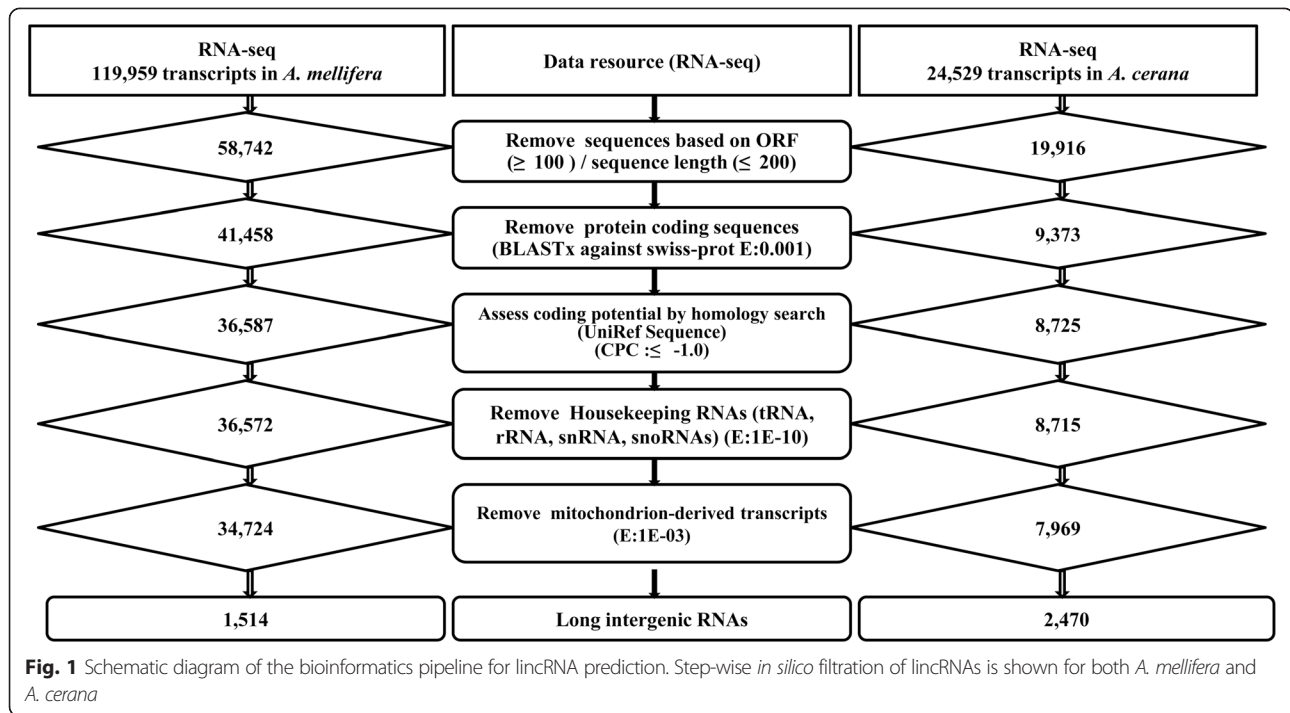 RNA-seq
119,959 transcripts in A. mellifera
Data resource (RNA-seq)
RNA-seq
24,529 transcripts in A. cerana
58,742
Remove sequences based on ORF
(≥ 100 ) / sequence length (≤ 200)
19,916
41,458
Remove protein coding sequences
(BLASTx against swiss-prot E:0.001)
9,373
36,587
Assess coding potential by homology search
(UniRef Sequence)
(CPC :≤ -1.0)
8,725
36,572
Remove Housekeeping RNAs (tRNA,
rRNA, snRNA, snoRNAs) (E:1E-10)
8,715
34,724
Remove mitochondrion-derived transcripts
(E:1E-03)
7,969
1,514
Long intergenic RNAs
2,470
Fig. 1 Schematic diagram of the bioinformatics pipeline for lincRNA prediction. Step-wise in silico filtration of lincRNAs is shown for both A. mellifera and
A. cerana